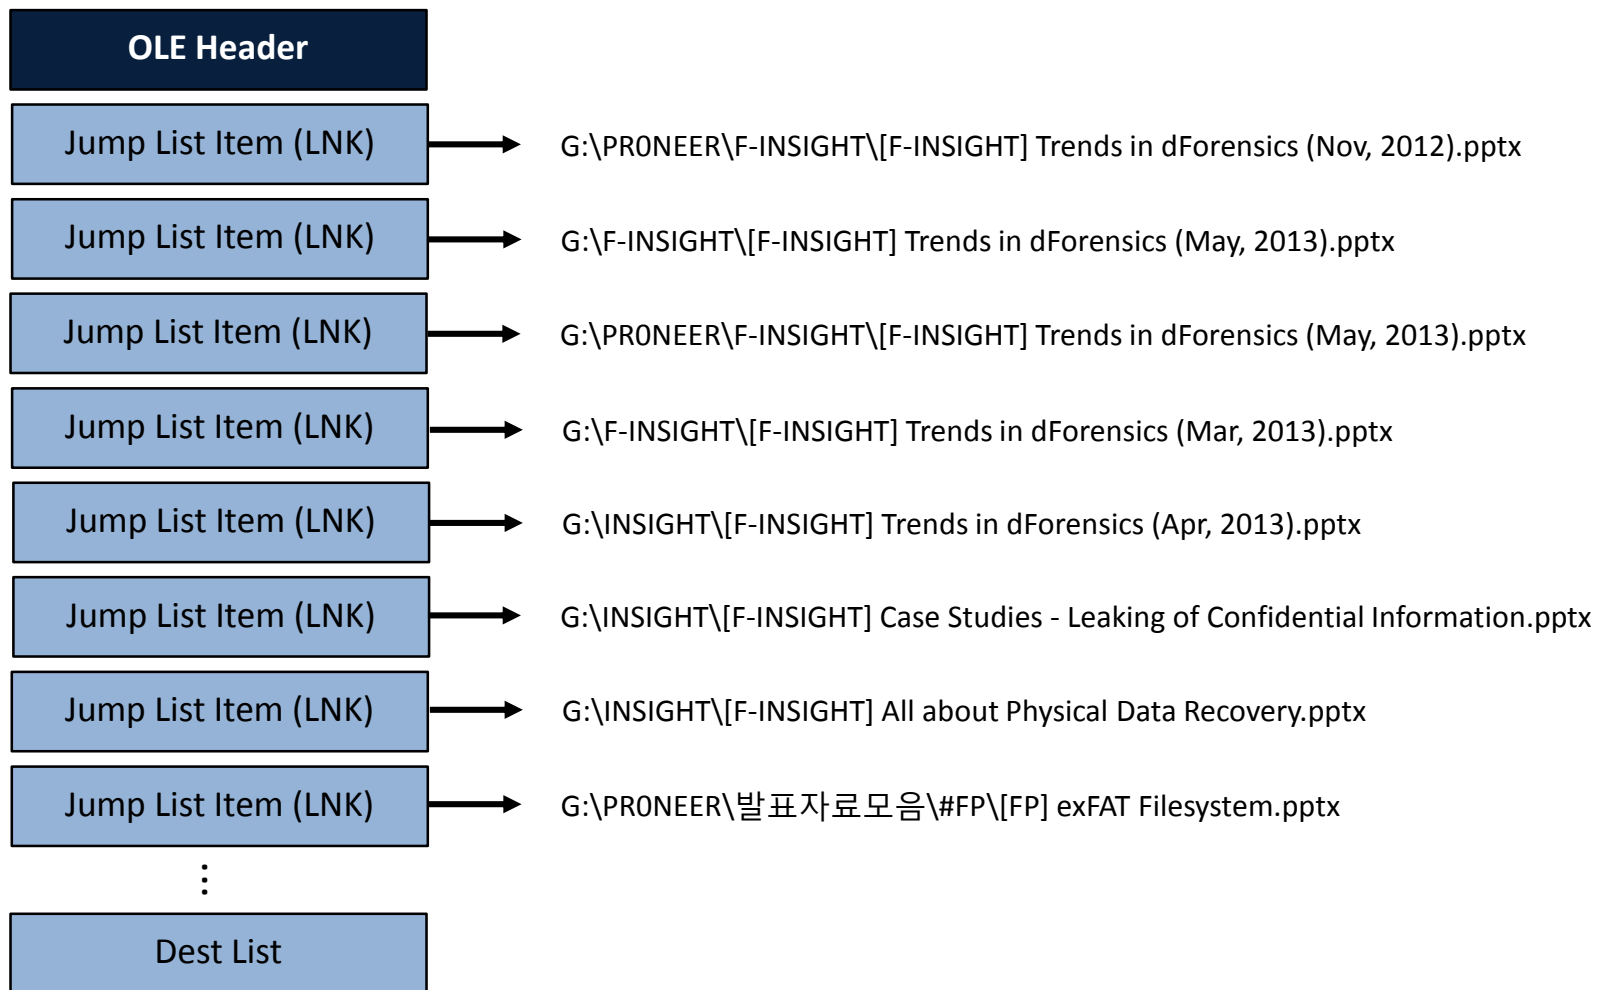 OLE Header
Jump List Item (LNK)
G:\PR0NEER\F-INSIGHT\[F-INSIGHT] Trends in dForensics (Nov, 2012).pptx
Jump List Item (LNK)
G:\F-INSIGHT\[F-INSIGHT] Trends in dForensics (May, 2013).pptx
Jump List Item (LNK)
G:\PR0NEER\F-INSIGHT\[F-INSIGHT] Trends in dForensics (May, 2013).pptx
Jump List Item (LNK)
G:\F-INSIGHT\[F-INSIGHT] Trends in dForensics (Mar, 2013).pptx
Jump List Item (LNK)
G:\INSIGHT\[F-INSIGHT] Trends in dForensics (Apr, 2013).pptx
Jump List Item (LNK)
G:\INSIGHT\[F-INSIGHT] Case Studies - Leaking of Confidential Information.pptx
Jump List Item (LNK)
G:\INSIGHT\[F-INSIGHT] All about Physical Data Recovery.pptx
Jump List Item (LNK)
G:\PR0NEER\발표자료모음\#FP\[FP] exFAT Filesystem.pptx
⋮
Dest List